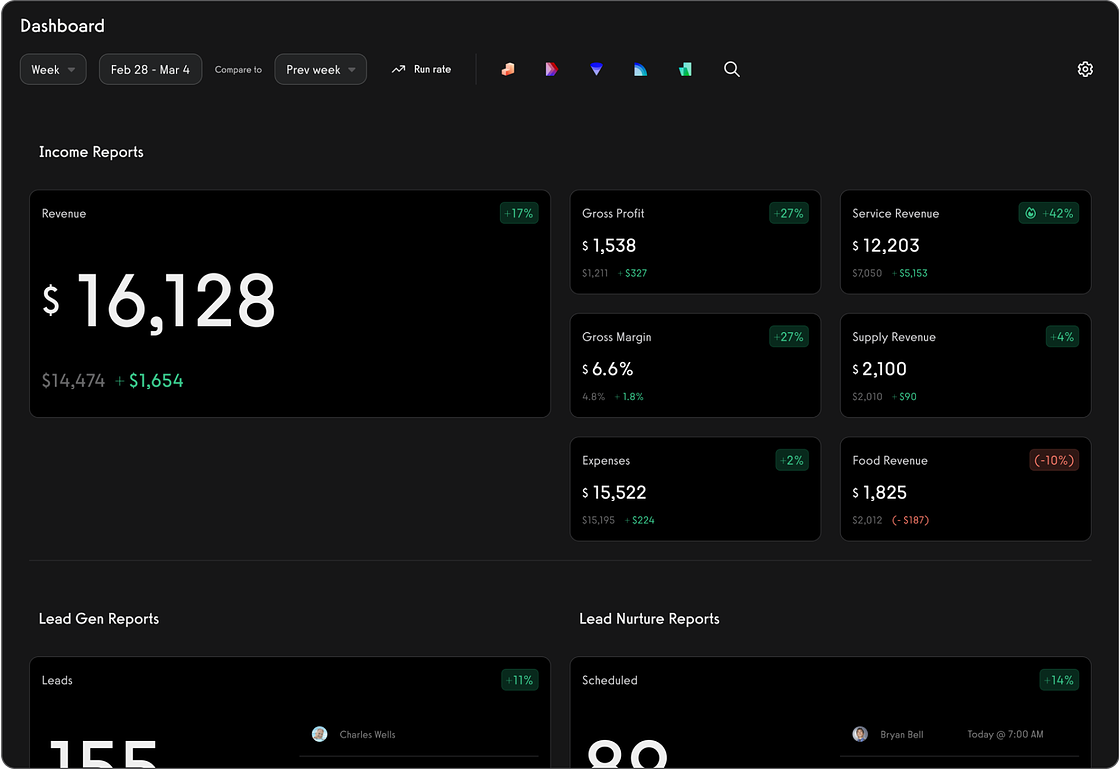 Dashboard
Week
Feb 28 - Mar 4
Compare to
Prev week
Run rate
Income Reports
Revenue
+17%
$ 16,128
$14,474 + $1,654
Gross Profit
+27%
$ 1,538
$1,211 + $327
Service Revenue
+42%
$ 12,203
$7,050 + $5,153
Gross Margin
+27%
$ 6.6%
4.8% + 1.8%
Supply Revenue
+4%
$ 2,100
$2,010 + $90
Expenses
+2%
$ 15,522
$15,195 + $224
Food Revenue
(-10%)
$ 1,825
$2,012 (- $187)
Lead Gen Reports
Leads
+11%
155
Charles Wells
Lead Nurture Reports
Scheduled
+14%
Bryan Bell
Today @ 7:00 AM